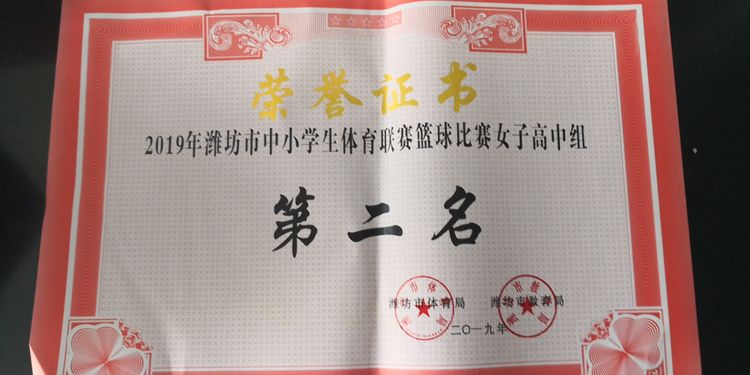 荣誉证书
2019年潍坊市中小学生体育联赛篮球比赛女子高中组
第二名
潍坊市体育局 潍坊市教育局
二〇一九年